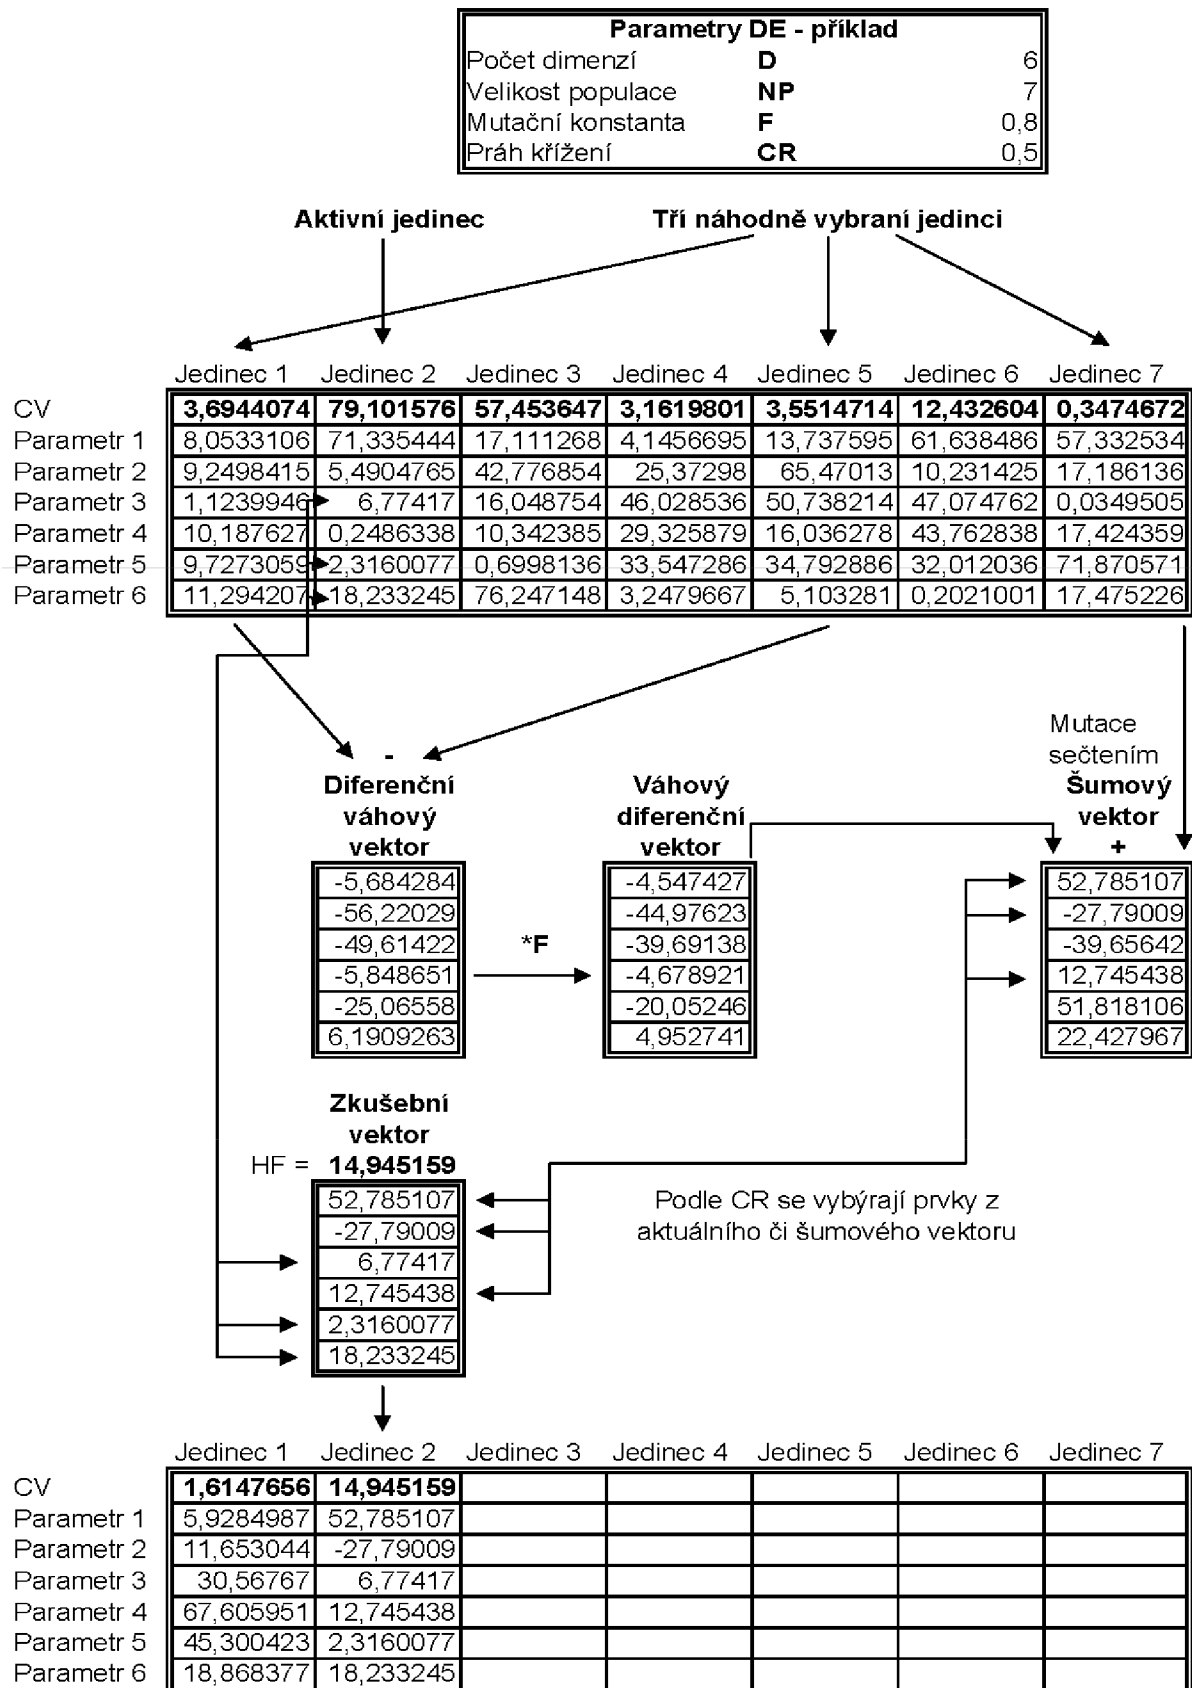 Parametry DE - příklad
Počet dimenzí D 6
Velikost populace NP 7
Mutační konstanta F 0,8
Práh křížení CR 0,5
Aktivní jedinec Tří náhodně vybraní jedinci
Jedinec 1 Jedinec 2 Jedinec 3 Jedinec 4 Jedinec 5 Jedinec 6 Jedinec 7
CV 3,6944074 79,101576 57,453647 3,1619801 3,5514714 12,432604 0,3474672
Parametr 1 8,0533106 71,335444 17,111268 4,1456695 13,737595 61,638486 57,332534
Parametr 2 9,2498415 5,4904765 42,776854 25,37298 65,47013 10,231425 17,186136
Parametr 3 1,1239946 6,77417 16,048754 46,028536 50,738214 47,074762 0,0349505
Parametr 4 10,187627 0,2486338 10,342385 29,325879 16,036278 43,762838 17,424359
Parametr 5 9,7273059 2,3160077 0,6998136 33,547286 34,792886 32,012036 71,870571
Parametr 6 11,294207 18,233245 76,247148 3,2479667 5,103281 0,2021001 17,475226
Mutace
sečtením
-
Diferenční Váhový Šumový
váhový diferenční vektor
vektor vektor +
-5,684284 -4,547427 52,785107
-56,22029 -44,97623 -27,79009
-49,61422 *F -39,69138 -39,65642
-5,848651 -4,678921 12,745438
-25,06558 -20,05246 51,818106
6,1909263 4,952741 22,427967
Zkušební
vektor
HF = 14,945159
52,785107 Podle CR se vybýrají prvky z
-27,79009 aktuálního či šumového vektoru
6,77417
12,745438
2,3160077
18,233245
Jedinec 1 Jedinec 2 Jedinec 3 Jedinec 4 Jedinec 5 Jedinec 6 Jedinec 7
CV 1,6147656 14,945159
Parametr 1 5,9284987 52,785107
Parametr 2 11,653044 -27,79009
Parametr 3 30,56767 6,77417
Parametr 4 67,605951 12,745438
Parametr 5 45,300423 2,3160077
Parametr 6 18,868377 18,233245